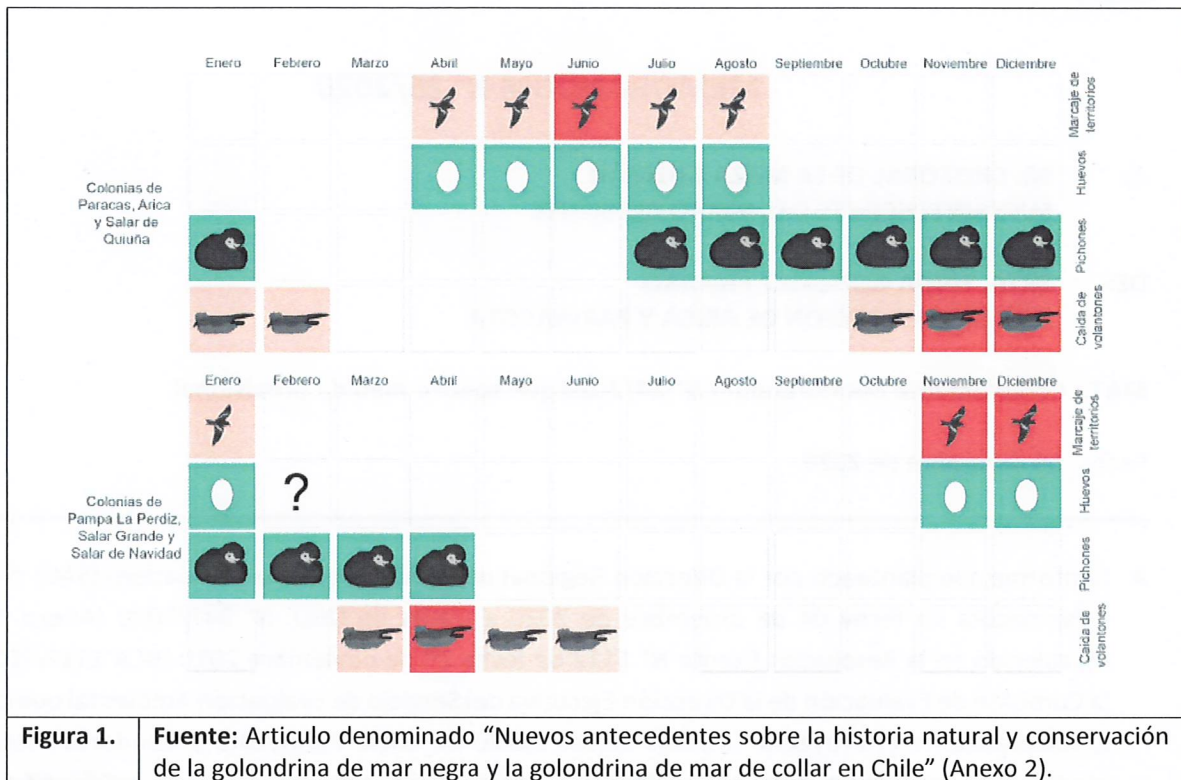 Enero Febrero Marzo Abril Mayo Junio Julio Agosto Septiembre Octubre Noviembre Diciembre
Marcaje de
territorios
Huevos
Colonias de
Paracas, Arica
y Salar de
Quiuña
Pichones
Caida de
volantones
Enero Febrero Marzo Abril Mayo Junio Julio Agosto Septiembre Octubre Noviembre Diciembre
Marcaje de
territorios
?
Huevos
Colonias de
Pampa La Perdiz,
Salar Grande y
Salar de Navidad
Pichones
Caida de
volantones
Figura 1. Fuente: Articulo denominado “Nuevos antecedentes sobre la historia natural y conservación
de la golondrina de mar negra y la golondrina de mar de collar en Chile” (Anexo 2).